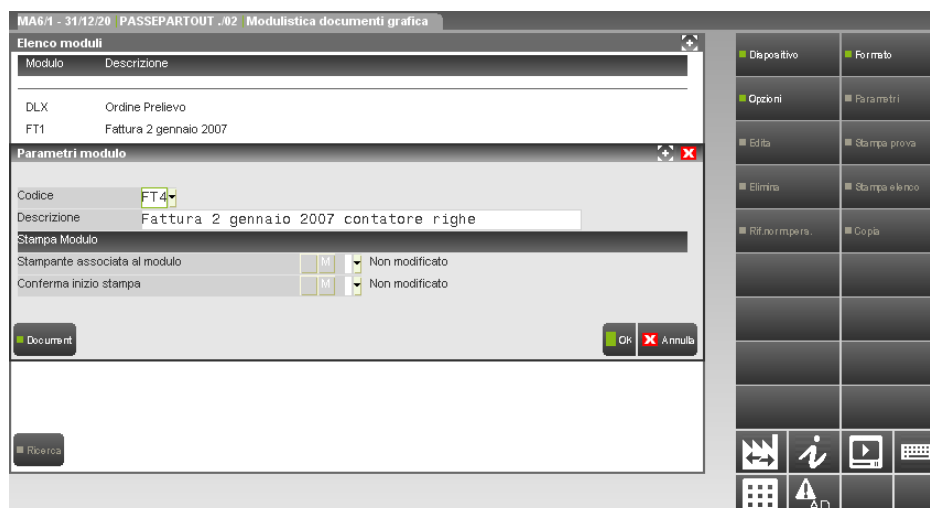 MA6/1 - 31/12/20 PASSEPARTOUT ./02 Modulistica documenti grafica
Elenco moduli
Modulo Descrizione
DLX Ordine Prelievo
FT1 Fattura 2 gennaio 2007
Parametri modulo
Codice FT4
Descrizione Fattura 2 gennaio 2007 contatore righe
Stampa Modulo
Stampante associata al modulo M Non modificato
Conferma inizio stampa M Non modificato
Document Ok Annulla
Ricerca
Dispositivo Formato
Opzioni Parametri
Edita Stampa prova
Elimina Stampa elenco
Rif.norm.pers. Copia